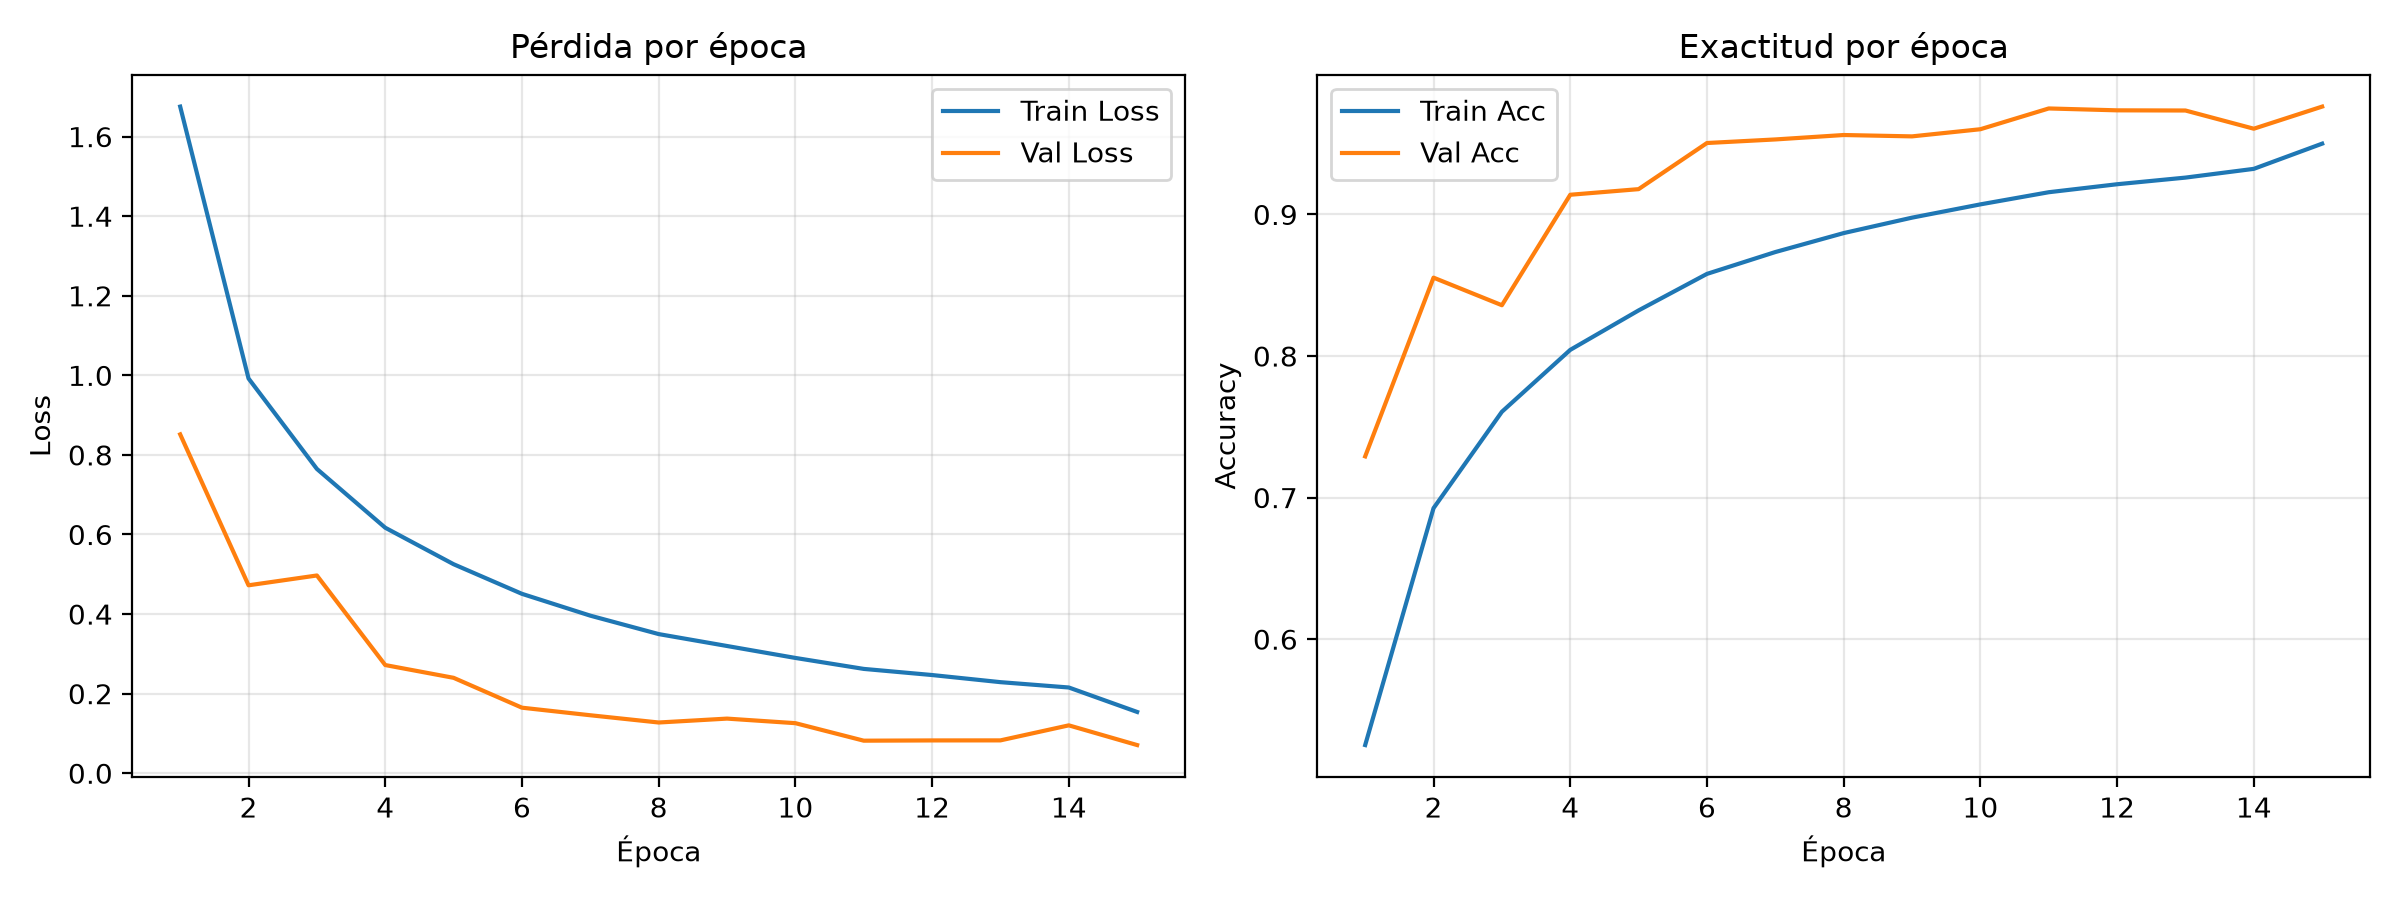 Pérdida por época
Train Loss
Val Loss
1.6
1.4
1.2
1.0
0.8
0.6
0.4
0.2
0.0
Loss
2 4 6 8 10 12 14
Época
Exactitud por época
Train Acc
Val Acc
0.9
0.8
0.7
0.6
Accuracy
2 4 6 8 10 12 14
Época